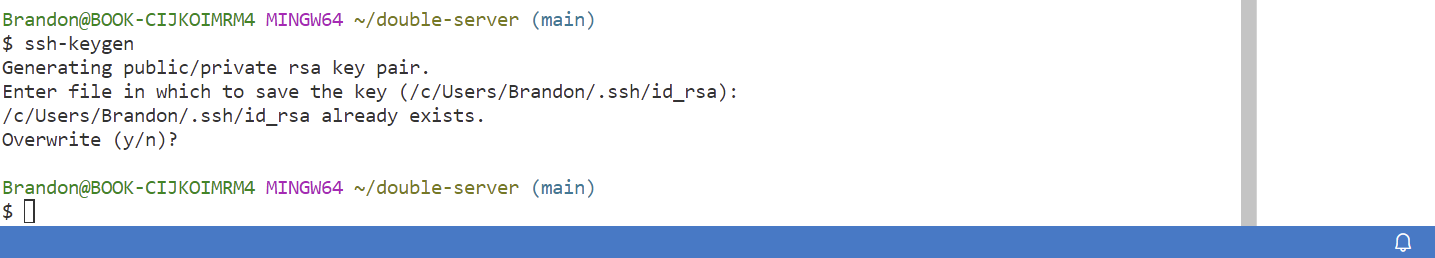 Brandon@BOOK-CIJKOIMRM4 MINGW64 ~/double-server (main)
$ ssh-keygen
Generating public/private rsa key pair.
Enter file in which to save the key (/c/Users/Brandon/.ssh/id_rsa):
/c/Users/Brandon/.ssh/id_rsa already exists.
Overwrite (y/n)?
Brandon@BOOK-CIJKOIMRM4 MINGW64 ~/double-server (main)
$